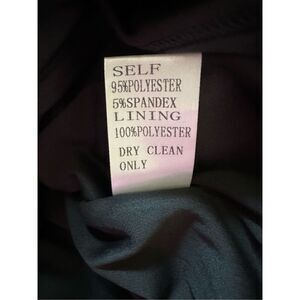 SELF
95%POLYESTER
5%SPANDEX
LINING
100%POLYESTER
DRY CLEAN
ONLY